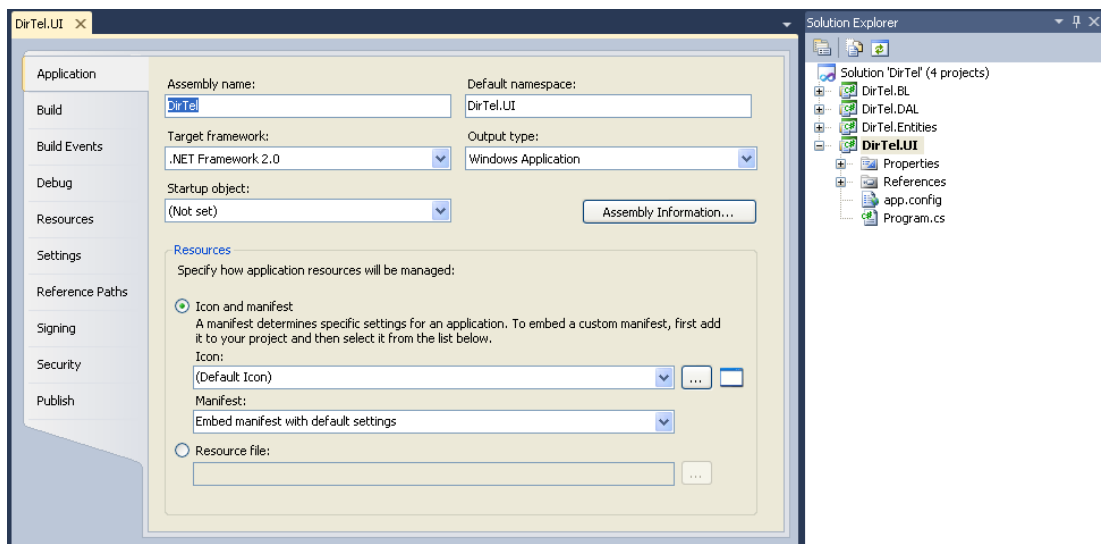 DirTel.UI
Application
Build
Build Events
Debug
Resources
Settings
Reference Paths
Signing
Security
Publish
Assembly name:
DirTel
Default namespace:
DirTel.UI
Target framework:
.NET Framework 2.0
Output type:
Windows Application
Startup object:
(Not set)
Assembly Information...
Resources
Specify how application resources will be managed:
Icon and manifest
A manifest determines specific settings for an application. To embed a custom manifest, first add
it to your project and then select it from the list below.
Icon:
(Default Icon)
...
Manifest:
Embed manifest with default settings
Resource file:
...
Solution Explorer
Solution 'DirTel' (4 projects)
DirTel.BL
DirTel.DAL
DirTel.Entities
DirTel.UI
Properties
References
app.config
Program.cs